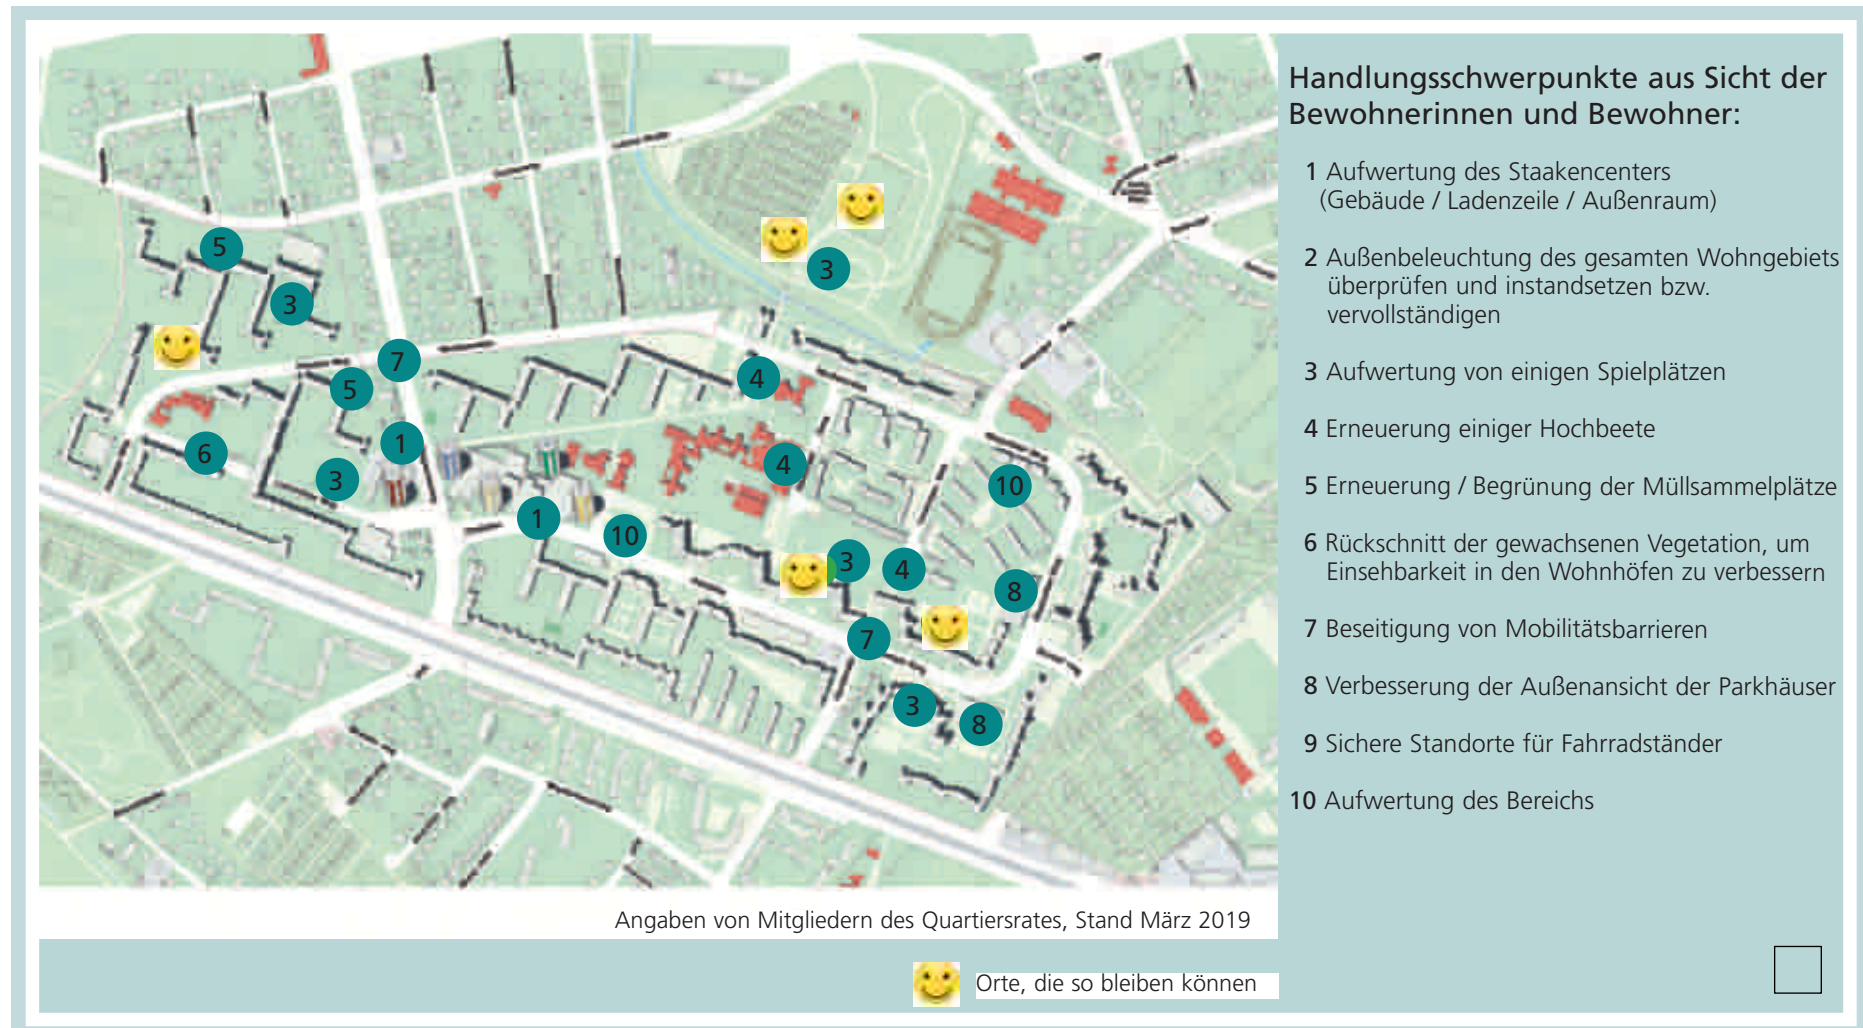 Handlungsschwerpunkte aus Sicht der
Bewohnerinnen und Bewohner:
1 Aufwertung des Staakencenters
(Gebäude / Ladenzeile / Außenraum)
2 Außenbeleuchtung des gesamten Wohngebiets
überprüfen und instandsetzen bzw.
vervollständigen
3 Aufwertung von einigen Spielplätzen
4 Erneuerung einiger Hochbeete
5 Erneuerung / Begrünung der Müllsammelplätze
6 Rückschnitt der gewachsenen Vegetation, um
Einsehbarkeit in den Wohnhöfen zu verbessern
7 Beseitigung von Mobilitätsbarrieren
8 Verbesserung der Außenansicht der Parkhäuser
9 Sichere Standorte für Fahrradständer
10 Aufwertung des Bereichs
5
3
3
7
5
4
1
6
4
3
10
1
10
3
4
8
7
3
8
Angaben von Mitgliedern des Quartiersrates, Stand März 2019
Orte, die so bleiben können